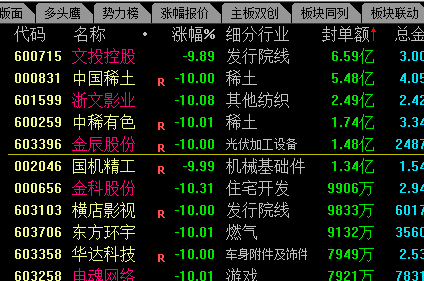 版面 多头鹰 势力榜 涨幅报价 主板双创 板块同列 板块联动
代码 名称 • 涨幅% 细分行业 封单额↑ 总金
600715 文投控股 -9.89 发行院线 6.59亿 3.00
000831 中国稀土 R -10.00 稀土 5.48亿 4.05
601599 浙文影业 -10.08 其他纺织 2.49亿 2.42
600259 中稀有色 R -10.01 稀土 1.74亿 3.34
603396 金辰股份 R -10.00 光伏加工设备 1.48亿 2487
002046 国机精工 R -9.99 机械基础件 1.34亿 1.54
000656 金科股份 -10.31 住宅开发 9906万 2.94
603103 横店影视 R -10.00 发行院线 9833万 6017
603706 东方环宇 -10.01 燃气 9132万 3560
603358 华达科技 R -10.00 车身附件及饰件 7949万 2.53
603258 电魂网络 -10.01 游戏 7921万 7831